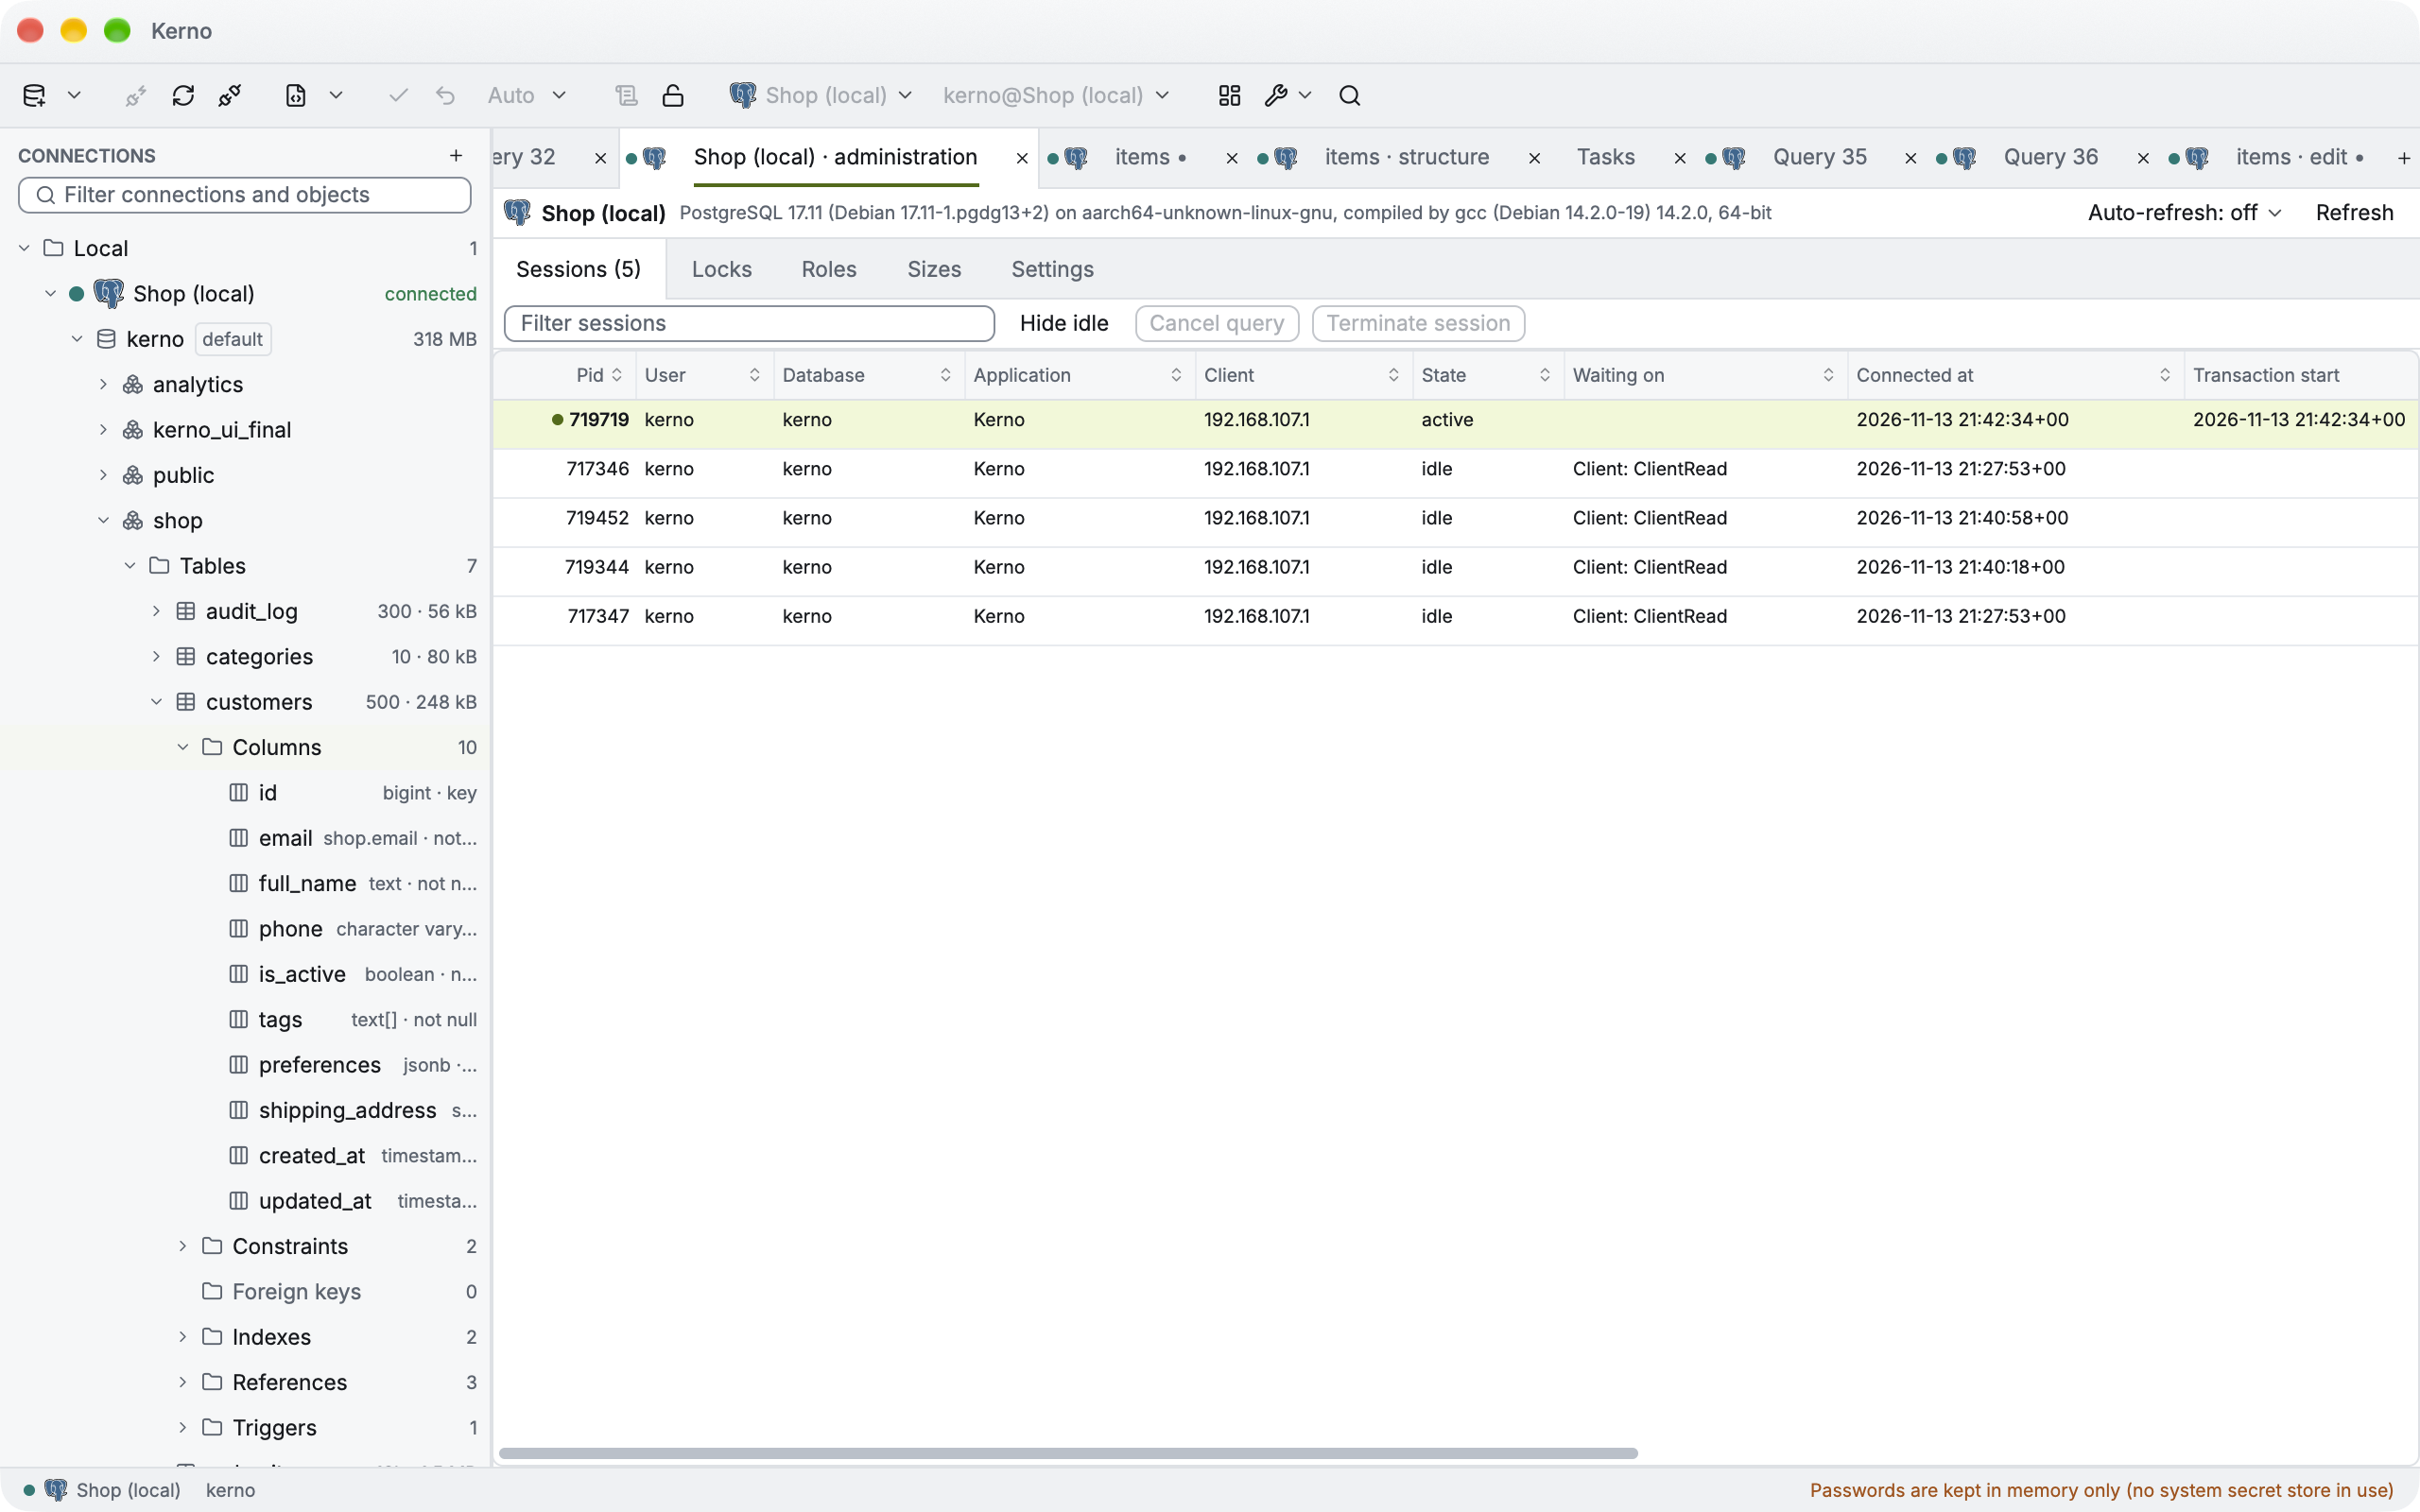 Kerno
Auto
Shop (local)
kerno@Shop (local)
CONNECTIONS
Filter connections and objects
Local 1
Shop (local) connected
kerno default 318 MB
analytics
kerno_ui_final
public
shop
Tables 7
audit_log 300 · 56 kB
categories 10 · 80 kB
customers 500 · 248 kB
Columns 10
id bigint · key
email shop.email · not...
full_name text · not n...
phone character vary...
is_active boolean · n...
tags text[] · not null
preferences jsonb ·...
shipping_address s...
created_at timestam...
updated_at timesta...
Constraints 2
Foreign keys 0
Indexes 2
References 3
Triggers 1
ery 32
Shop (local) · administration
items •
items · structure
Tasks
Query 35
Query 36
items · edit •
Shop (local) PostgreSQL 17.11 (Debian 17.11-1.pgdg13+2) on aarch64-unknown-linux-gnu, compiled by gcc (Debian 14.2.0-19) 14.2.0, 64-bit
Auto-refresh: off Refresh
Sessions (5) Locks Roles Sizes Settings
Filter sessions Hide idle Cancel query Terminate session
Pid User Database Application Client State Waiting on Connected at Transaction start
719719 kerno kerno Kerno 192.168.107.1 active 2026-11-13 21:42:34+00 2026-11-13 21:42:34+00
717346 kerno kerno Kerno 192.168.107.1 idle Client: ClientRead 2026-11-13 21:27:53+00
719452 kerno kerno Kerno 192.168.107.1 idle Client: ClientRead 2026-11-13 21:40:58+00
719344 kerno kerno Kerno 192.168.107.1 idle Client: ClientRead 2026-11-13 21:40:18+00
717347 kerno kerno Kerno 192.168.107.1 idle Client: ClientRead 2026-11-13 21:27:53+00
Shop (local) kerno
Passwords are kept in memory only (no system secret store in use)